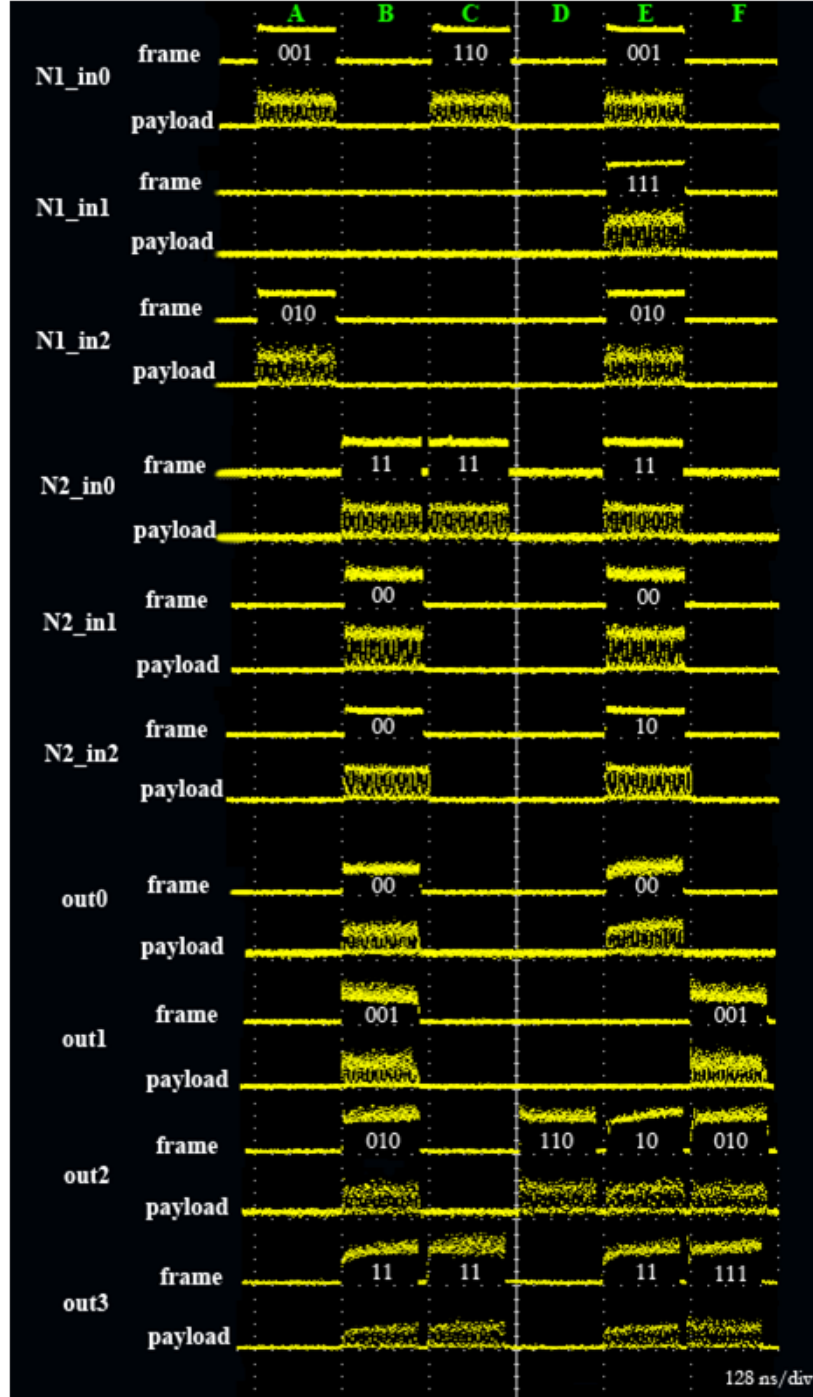 A B C D E F
N1_in0
frame 001 110 001
payload
N1_in1
frame 111
payload
N1_in2
frame 010 010
payload
N2_in0
frame 11 11 11
payload
N2_in1
frame 00 00
payload
N2_in2
frame 00 10
payload
out0
frame 00 00
payload
out1
frame 001 001
payload
out2
frame 010 110 10 010
payload
out3
frame 11 11 11 111
payload
128 ns/div